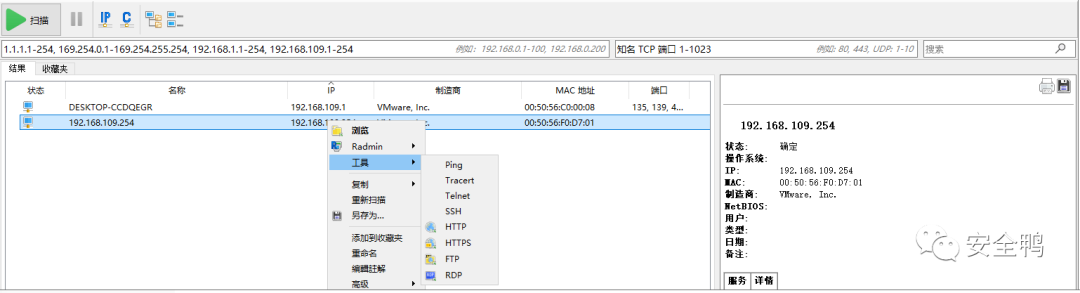 扫描
IP
C
1.1.1.1-254, 169.254.0.1-169.254.255.254, 192.168.1.1-254, 192.168.109.1-254
例如: 192.168.0.1-100, 192.168.0.200
知名 TCP 端口 1-1023
例如: 80, 443, UDP: 1-10
搜索
结果 收藏夹
状态 名称 IP 制造商 MAC 地址 端口
DESKTOP-CCDQEGR 192.168.109.1 VMware, Inc. 00:50:56:C0:00:08 135, 139, 4...
192.168.109.254 00:50:56:F0:D7:01
浏览
Radmin
工具
复制
重新扫描
另存为...
添加到收藏夹
重命名
编辑註解
高级
Ping
Tracert
Telnet
SSH
HTTP
HTTPS
FTP
RDP
192.168.109.254
状态: 确定
操作系统:
IP: 192.168.109.254
MAC: 00:50:56:F0:D7:01
制造商: VMware, Inc.
NetBIOS:
用户:
类型:
日期:
备注:
服务 详情
安全鸭